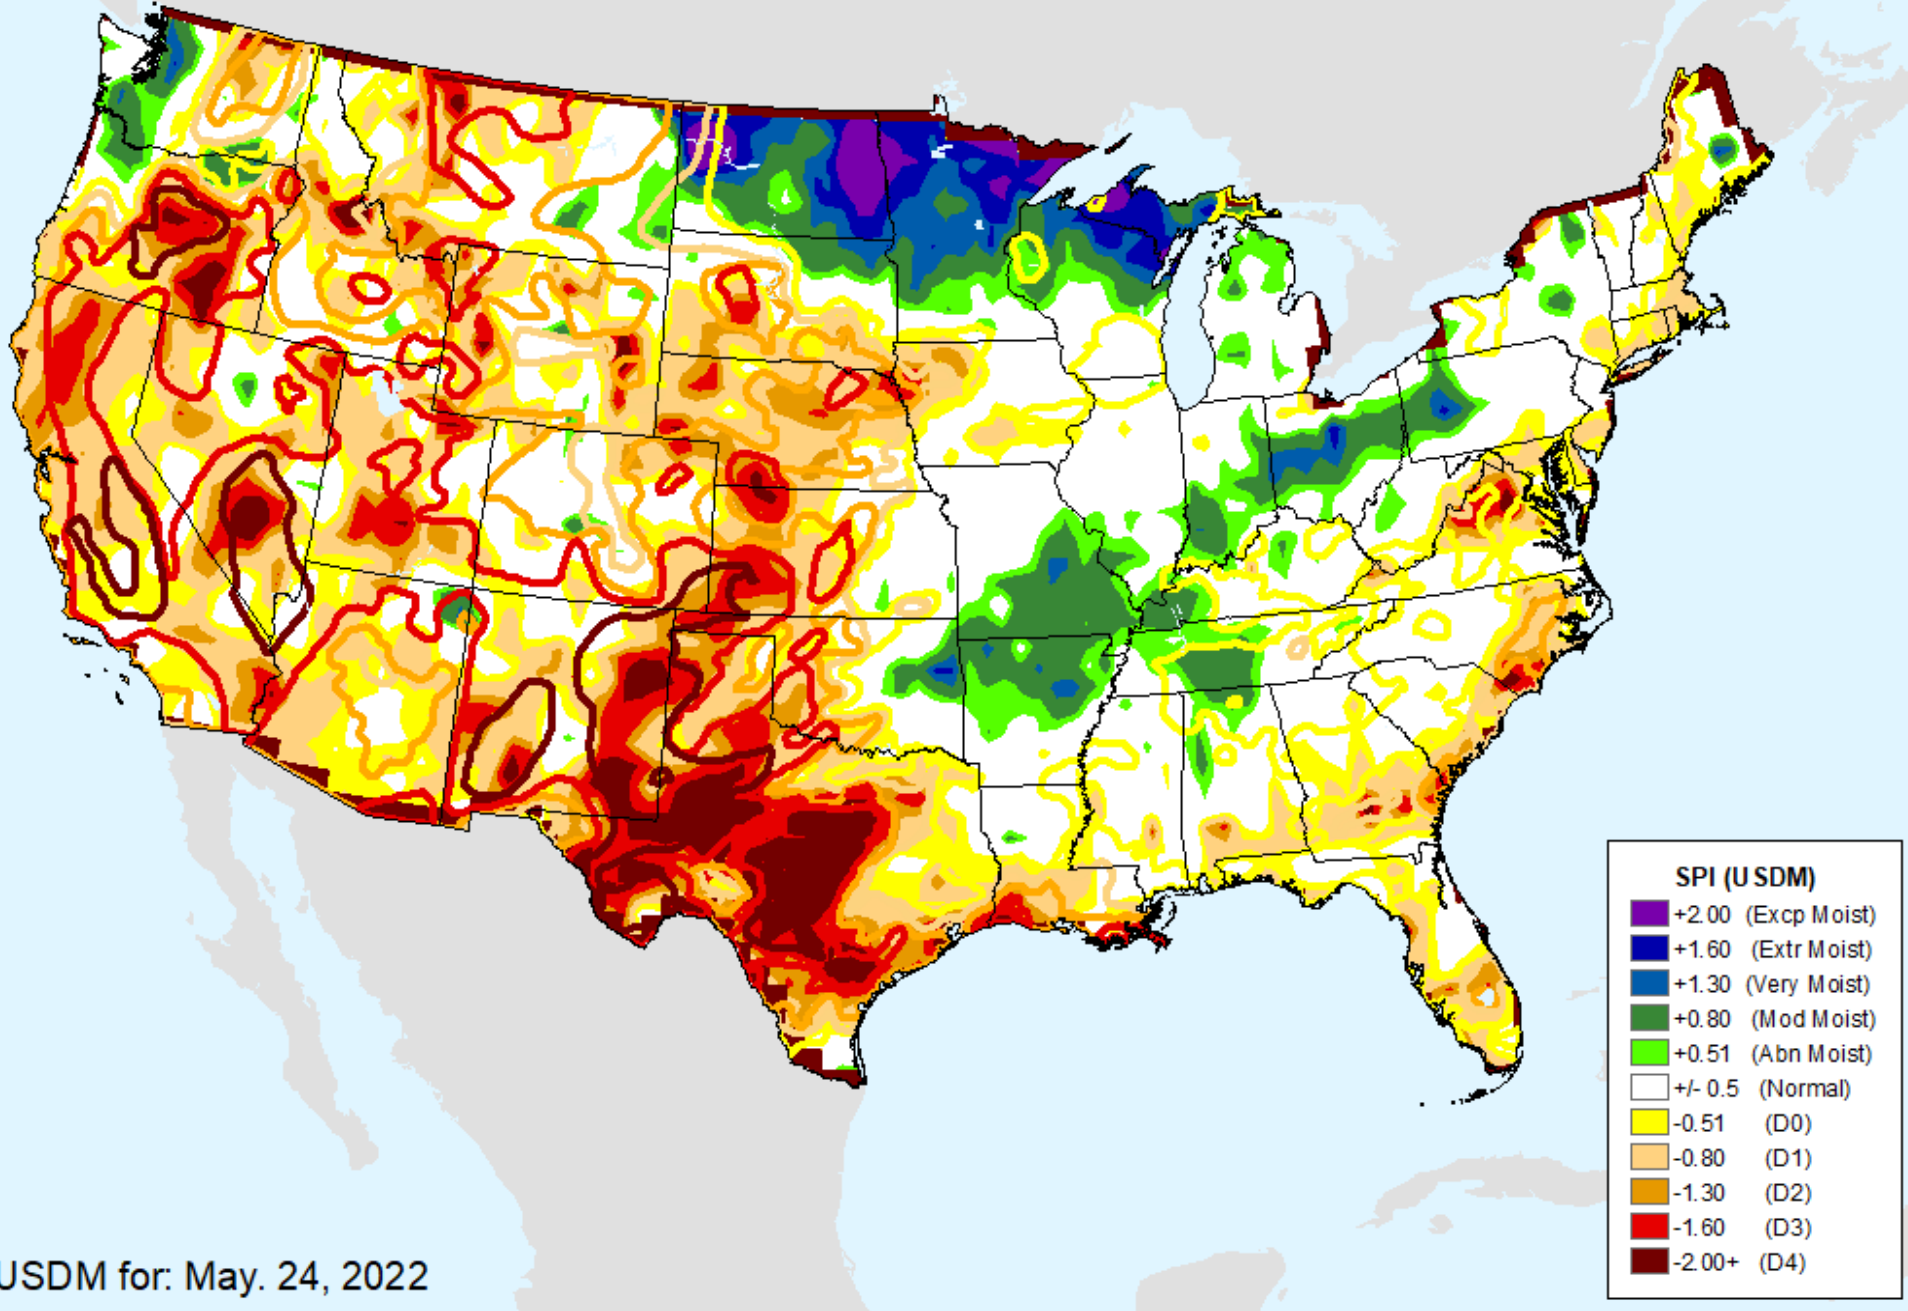 SPI (USDM)
+2.00 (Excp Moist)
+1.60 (Extr Moist)
+1.30 (Very Moist)
+0.80 (Mod Moist)
+0.51 (Abn Moist)
+/- 0.5 (Normal)
-0.51 (D0)
-0.80 (D1)
-1.30 (D2)
-1.60 (D3)
-2.00+ (D4)
USDM for: May. 24, 2022